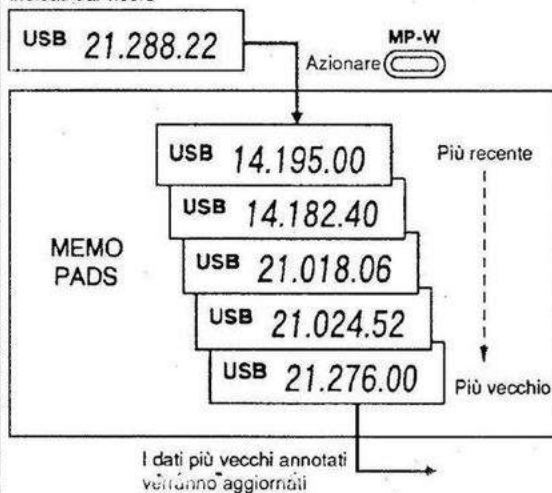 USB 21.288.22
MP-W
Azionare
USB 14.195.00
Più recente
USB 14.182.40
MEMO
PADS
USB 21.018.06
USB 21.024.52
USB 21.276.00
Più vecchio
I dati più vecchi annotati
verranno aggiornati